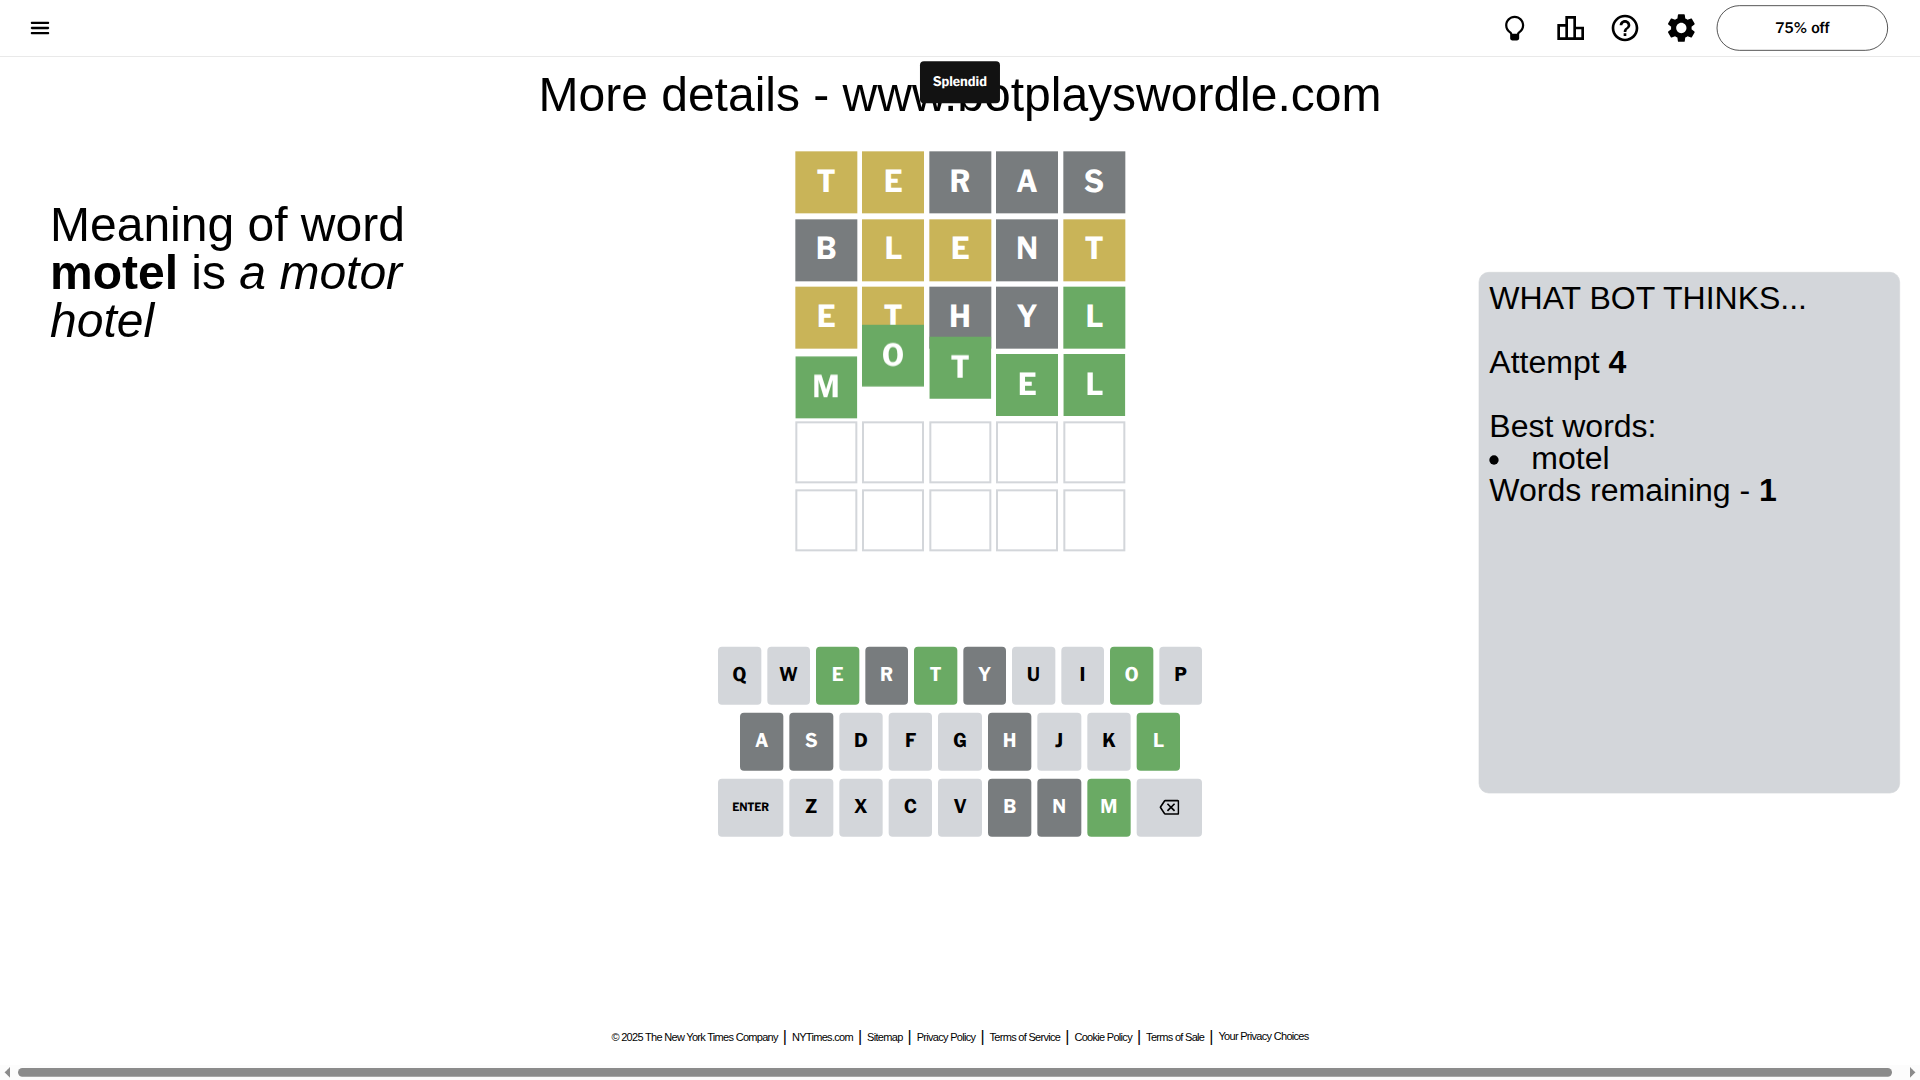 75% off
Splendid
More details - www.botplayswordle.com
Meaning of word
motel is a motor
hotel
T E R A S
B L E N T
E T H Y L
M O T E L
WHAT BOT THINKS...
Attempt 4
Best words:
• motel
Words remaining - 1
Q W E R T Y U I O P
A S D F G H J K L
ENTER Z X C V B N M
© 2025 The New York Times Company | NYTimes.com | Sitemap | Privacy Policy | Terms of Service | Cookie Policy | Terms of Sale | Your Privacy Choices